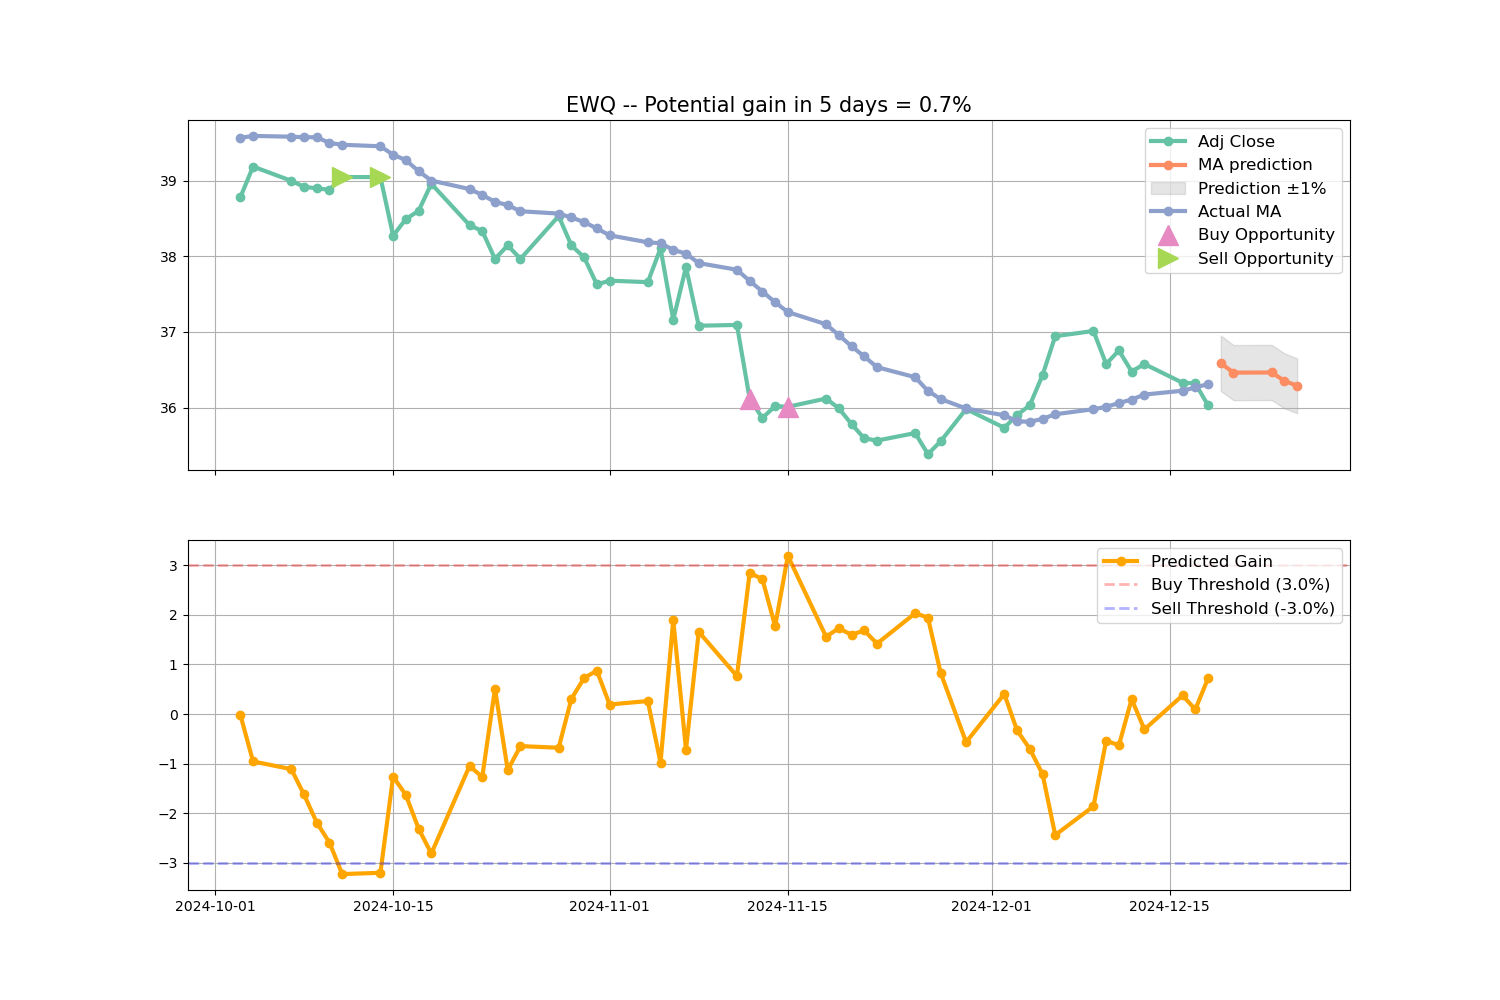 EWQ -- Potential gain in 5 days = 0.7%
Adj Close
MA prediction
Prediction ±1%
Actual MA
Buy Opportunity
Sell Opportunity
39
38
37
36
Predicted Gain
Buy Threshold (3.0%)
Sell Threshold (-3.0%)
3
2
1
0
−1
−2
−3
2024-10-01 2024-10-15 2024-11-01 2024-11-15 2024-12-01 2024-12-15